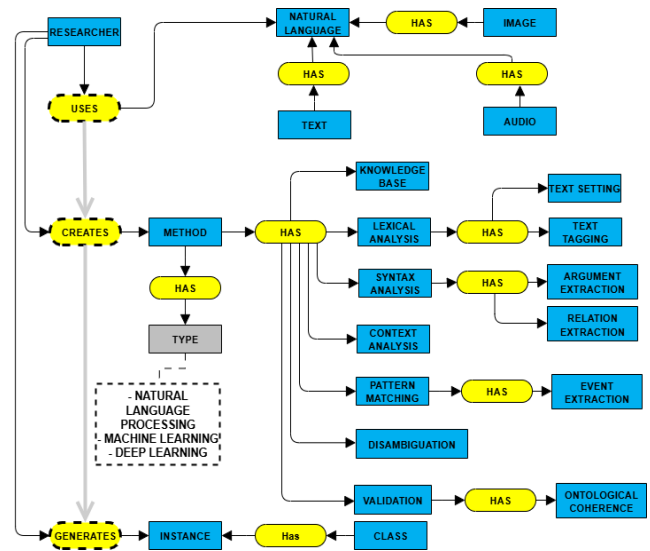 RESEARCHER
NATURAL
LANGUAGE
HAS
IMAGE
HAS
HAS
USES
TEXT
AUDIO
KNOWLEDGE
BASE
TEXT SETTING
CREATES
METHOD
HAS
LEXICAL
ANALYSIS
HAS
TEXT
TAGGING
HAS
SYNTAX
ANALYSIS
HAS
ARGUMENT
EXTRACTION
RELATION
EXTRACTION
TYPE
CONTEXT
ANALYSIS
- NATURAL
LANGUAGE
PROCESSING
- MACHINE LEARNING
- DEEP LEARNING
PATTERN
MATCHING
HAS
EVENT
EXTRACTION
DISAMBIGUATION
VALIDATION
HAS
ONTOLOGICAL
COHERENCE
GENERATES
INSTANCE
Has
CLASS